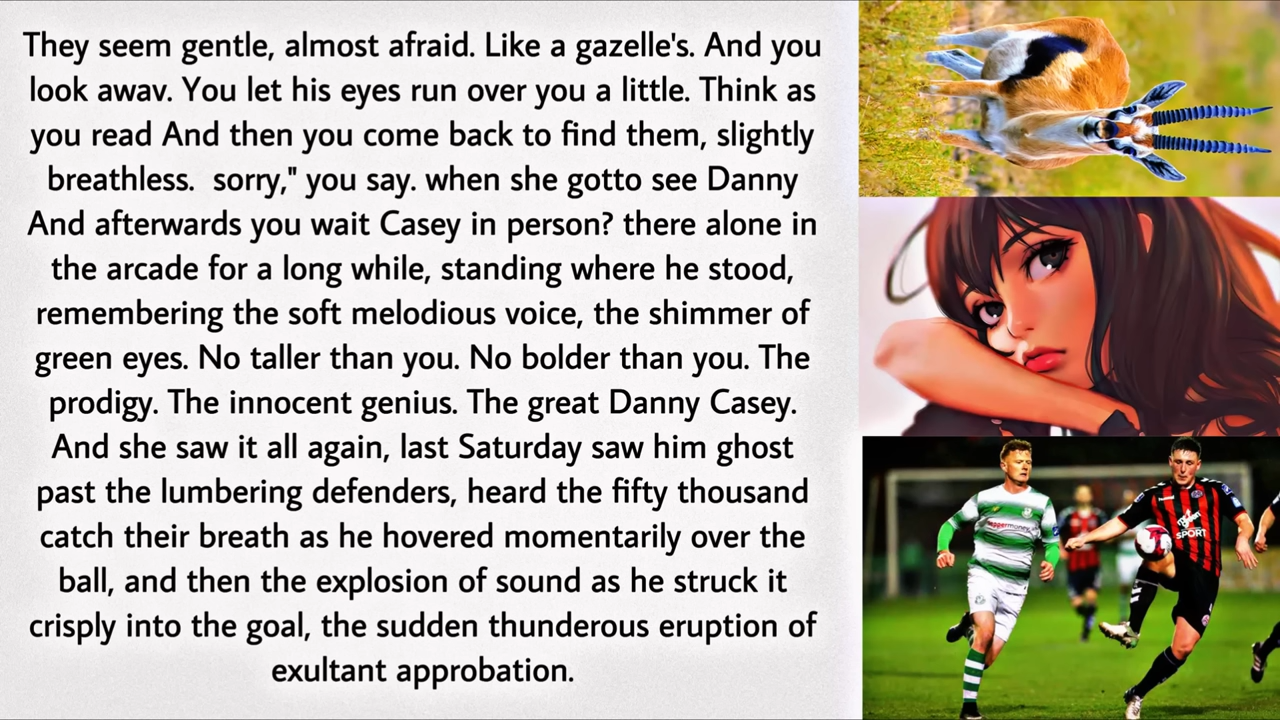 They seem gentle, almost afraid. Like a gazelle's. And you
look awav. You let his eyes run over you a little. Think as
you read And then you come back to find them, slightly
breathless.  sorry," you say. when she gotto see Danny
And afterwards you wait Casey in person? there alone in
the arcade for a long while, standing where he stood,
remembering the soft melodious voice, the shimmer of
green eyes. No taller than you. No bolder than you. The
prodigy. The innocent genius. The great Danny Casey.
And she saw it all again, last Saturday saw him ghost
past the lumbering defenders, heard the fifty thousand
catch their breath as he hovered momentarily over the
ball, and then the explosion of sound as he struck it
crisply into the goal, the sudden thunderous eruption of
exultant approbation.
SPORT